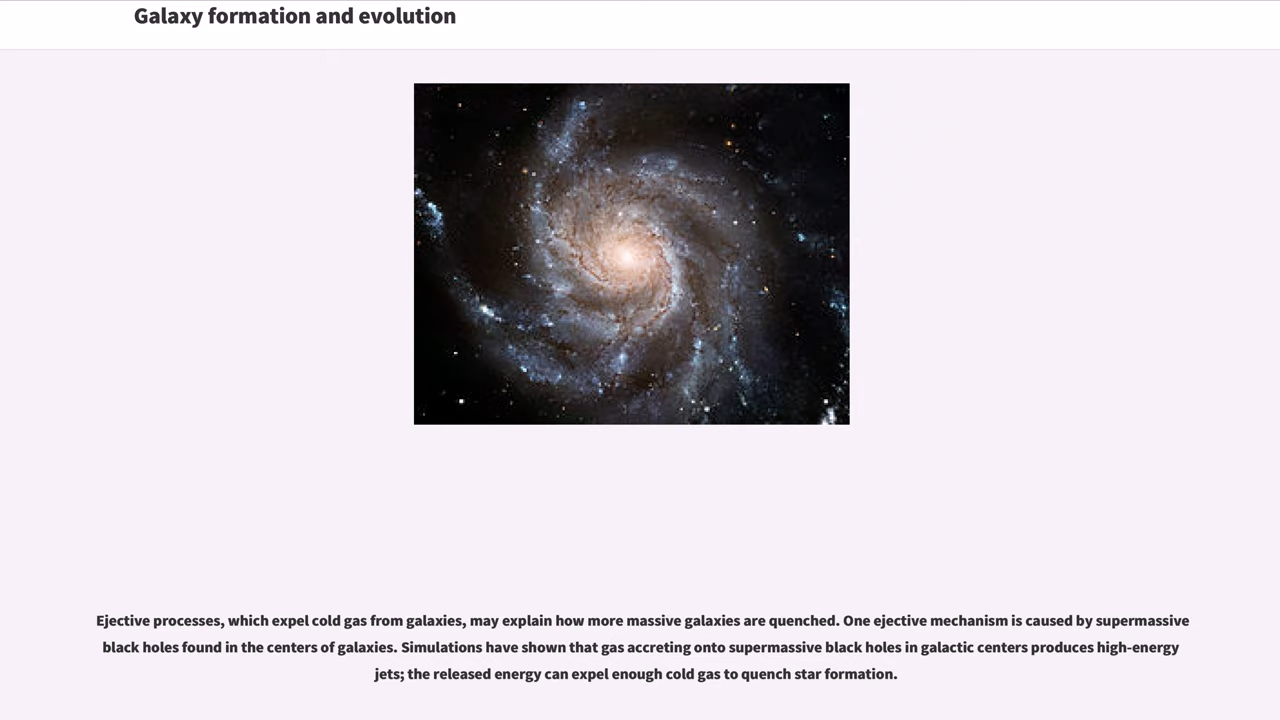 Galaxy formation and evolution
Ejective processes, which expel cold gas from galaxies, may explain how more massive galaxies are quenched. One ejective mechanism is caused by supermassive
black holes found in the centers of galaxies. Simulations have shown that gas accreting onto supermassive black holes in galactic centers produces high-energy
jets; the released energy can expel enough cold gas to quench star formation.